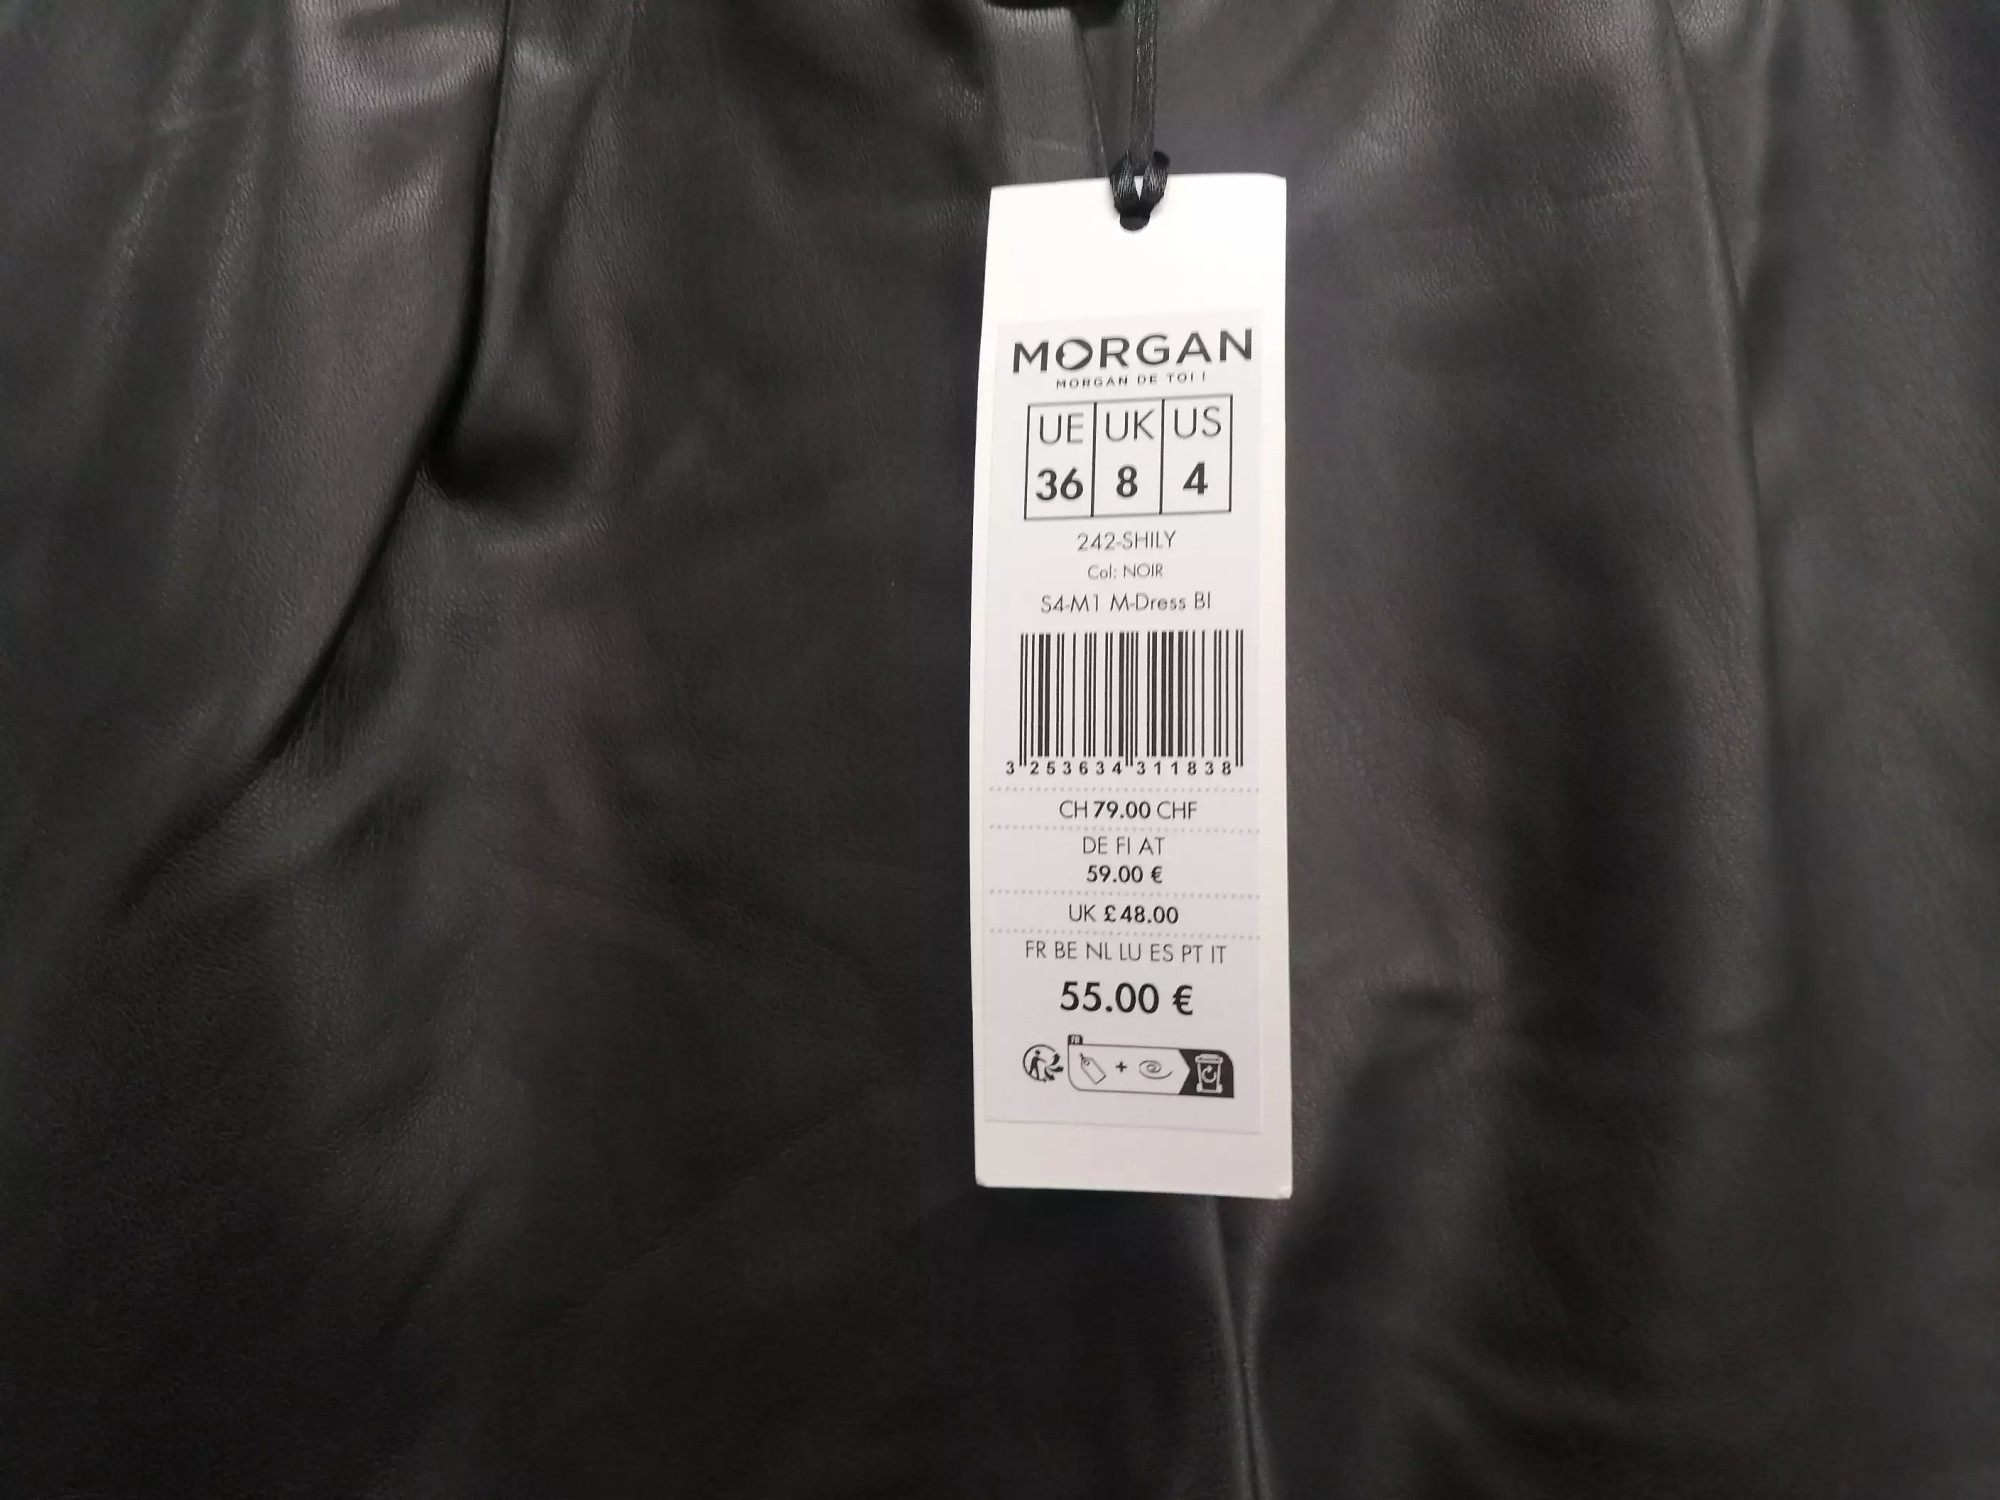 MORGAN
MORGAN DE TOI !
UE UK US
36 8 4
242-SHILY
Col: NOIR
S4-M1 M-Dress Bl
3 253634 311838
CH 79.00 CHF
DE FI AT
59.00 €
UK £48.00
FR BE NL LU ES PT IT
55.00 €
FR
+